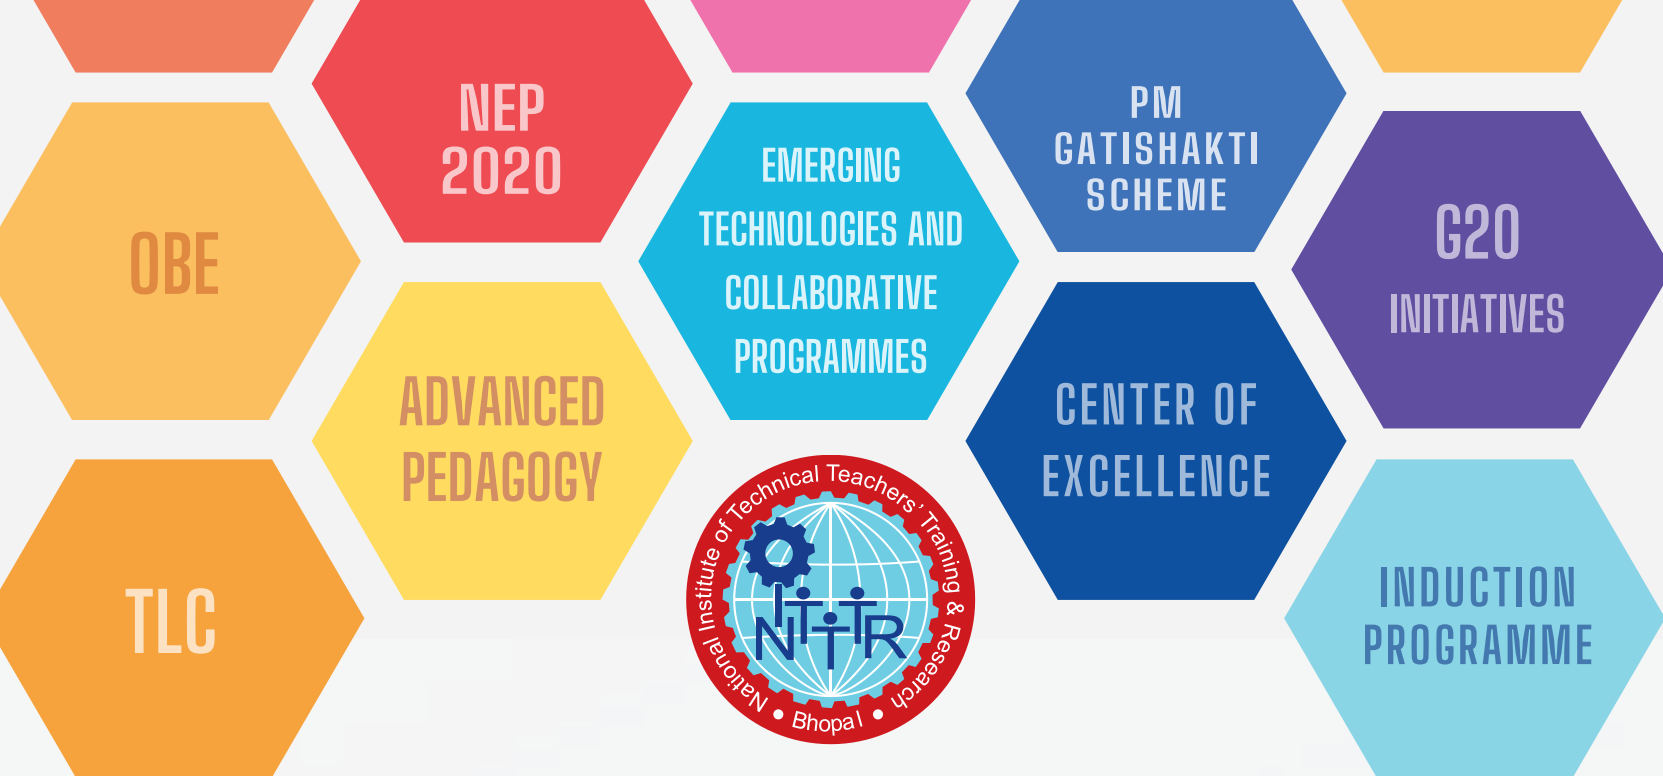 NEP
2020
PM
GATISHAKTI
SCHEME
OBE
EMERGING
TECHNOLOGIES AND
COLLABORATIVE
PROGRAMMES
G20
INITIATIVES
ADVANCED
PEDAGOGY
CENTER OF
EXCELLENCE
TLC
National Institute of Technical Teachers' Training & Research
NITTTR
• Bhopal •
INDUCTION
PROGRAMME